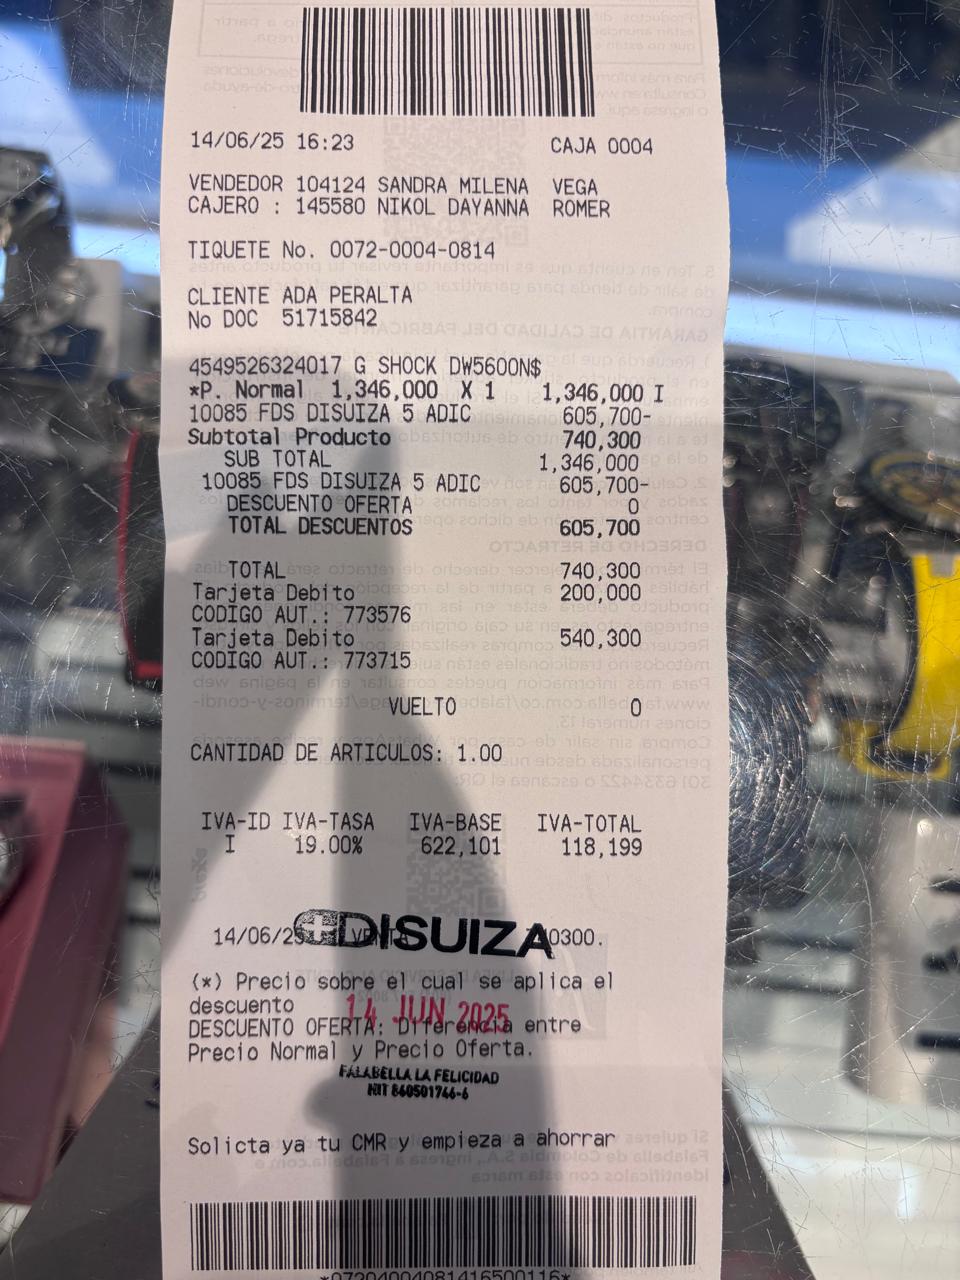 14/06/25 16:23 CAJA 0004
VENDEDOR 104124 SANDRA MILENA VEGA
CAJERO : 145580 NIKOL DAYANNA ROMER
TIQUETE No. 0072-0004-0814
CLIENTE ADA PERALTA
No DOC 51715842
4549526324017 G SHOCK DW5600N$
*P. Normal 1,346,000 X 1 1,346,000 I
10085 FDS DISUIZA 5 ADIC 605,700-
Subtotal Producto 740,300
SUB TOTAL 1,346,000
10085 FDS DISUIZA 5 ADIC 605,700-
DESCUENTO OFERTA 0
TOTAL DESCUENTOS 605,700
TOTAL 740,300
Tarjeta Debito 200,000
CODIGO AUT.: 773576
Tarjeta Debito 540,300
CODIGO AUT.: 773715
VUELTO 0
CANTIDAD DE ARTICULOS: 1.00
IVA-ID IVA-TASA IVA-BASE IVA-TOTAL
I 19.00% 622,101 118,199
DISUIZA
14/06/25 0300.
(*) Precio sobre el cual se aplica el
descuento
14 JUN 2025
DESCUENTO OFERTA: Diferencia entre
Precio Normal y Precio Oferta.
FALABELLA LA FELICIDAD
NIT 860501746-6
Solicta ya tu CMR y empieza a ahorrar